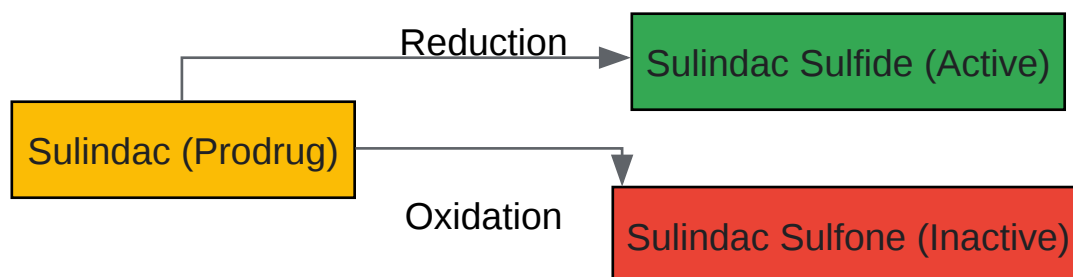 Reduction
Sulindac Sulfide (Active)
Sulindac (Prodrug)
Oxidation
Sulindac Sulfone (Inactive)